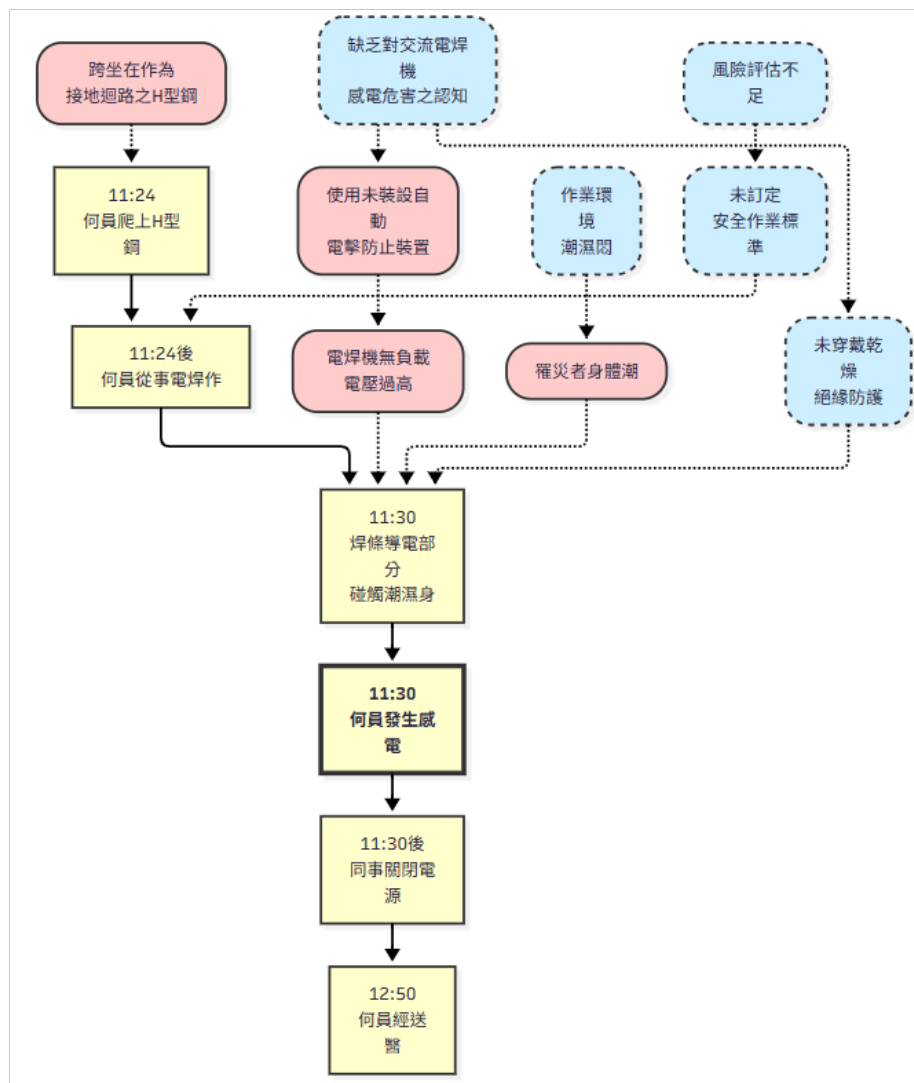 跨坐在作為
接地迴路之H型鋼
缺乏對交流電焊
機
感電危害之認知
風險評估不
足
11:24
何員爬上H型
鋼
使用未裝設自
動
電擊防止裝置
作業環
境
潮濕悶
未訂定
安全作業標
準
11:24後
何員從事電焊作
電焊機無負載
電壓過高
罹災者身體潮
未穿戴乾
燥
絕緣防護
11:30
焊條導電部
分
碰觸潮濕身
11:30
何員發生感
電
11:30後
同事關閉電
源
12:50
何員經送
醫